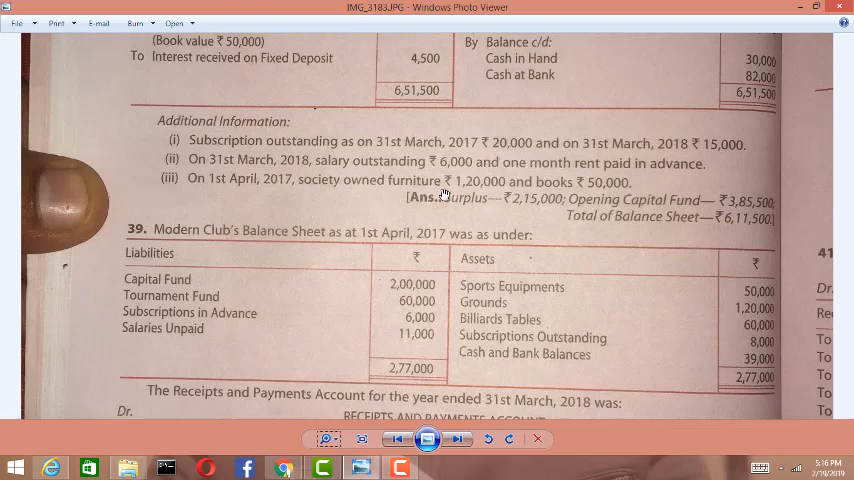 IMG_3183.JPG - Windows Photo Viewer
File Print E-mail Burn Open
(Book value ₹ 50,000)
To Interest received on Fixed Deposit 4,500
6,51,500
By Balance c/d:
Cash in Hand 30,000
Cash at Bank 82,000
6,51,500
Additional Information:
(i) Subscription outstanding as on 31st March, 2017 ₹ 20,000 and on 31st March, 2018 ₹ 15,000.
(ii) On 31st March, 2018, salary outstanding ₹ 6,000 and one month rent paid in advance.
(iii) On 1st April, 2017, society owned furniture ₹ 1,20,000 and books ₹ 50,000.
[Ans.: Surplus—₹ 2,15,000; Opening Capital Fund—₹ 3,85,500;
Total of Balance Sheet—₹ 6,11,500.]
39. Modern Club's Balance Sheet as at 1st April, 2017 was as under:
Liabilities ₹ Assets ₹
Capital Fund 2,00,000 Sports Equipments 50,000
Tournament Fund 60,000 Grounds 1,20,000
Subscriptions in Advance 6,000 Billiards Tables 60,000
Salaries Unpaid 11,000 Subscriptions Outstanding 8,000
Cash and Bank Balances 39,000
2,77,000 2,77,000
The Receipts and Payments Account for the year ended 31st March, 2018 was:
Dr. RECEIPTS AND PAYMENTS ACCOUNT
41
Dr.
To
To
To
To
5:16 PM
2/19/2019